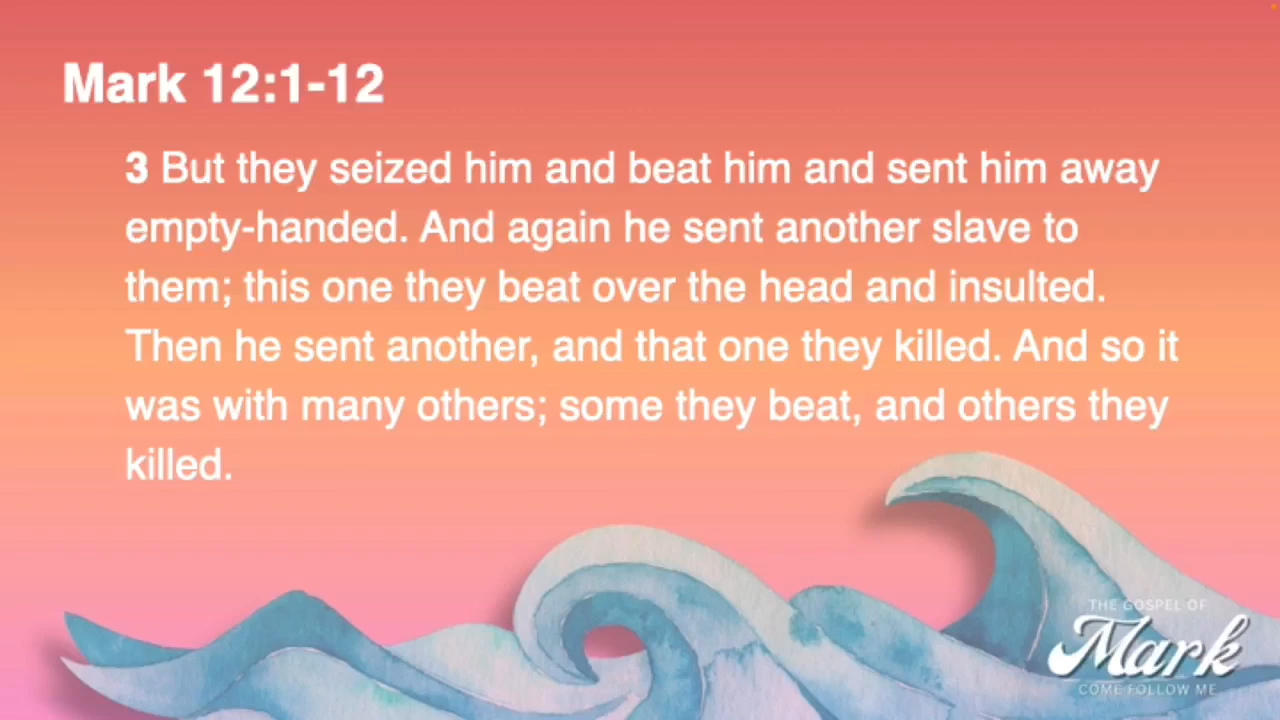 Mark 12:1-12
3 But they seized him and beat him and sent him away
empty-handed. And again he sent another slave to
them; this one they beat over the head and insulted.
Then he sent another, and that one they killed. And so it
was with many others; some they beat, and others they
killed.
THE GOSPEL OF
Mark
COME FOLLOW ME